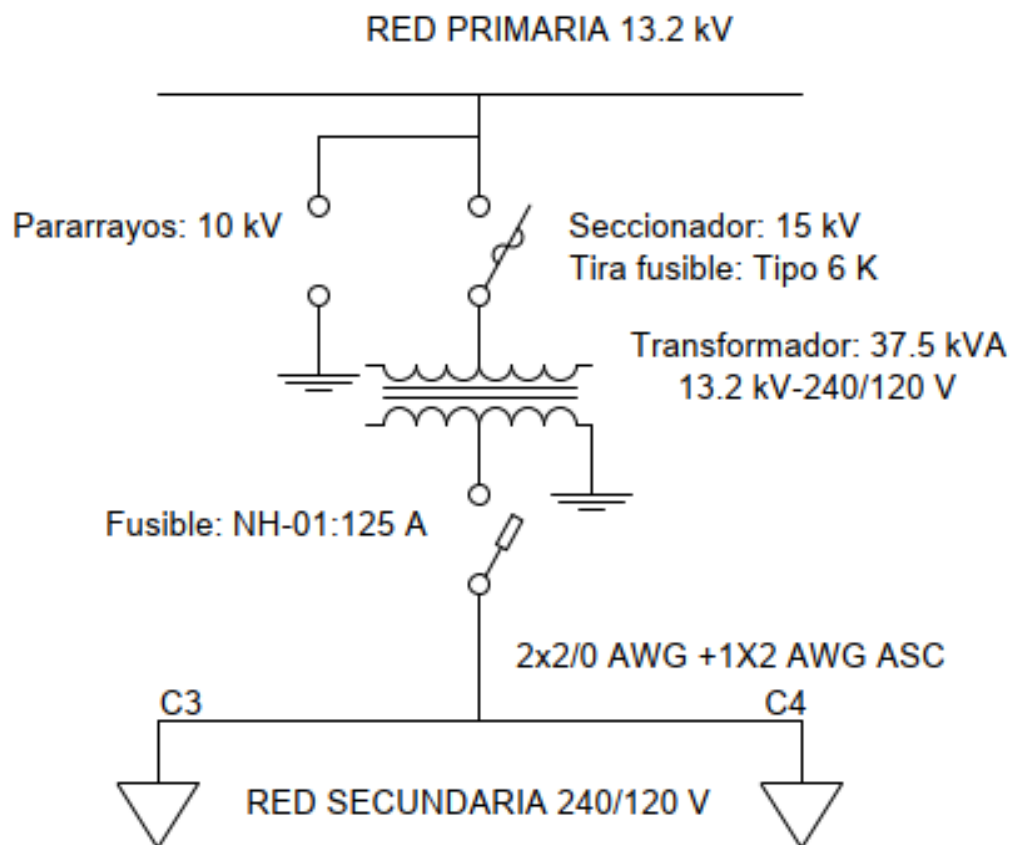 RED PRIMARIA 13.2 kV
Pararrayos: 10 kV
Seccionador: 15 kV
Tira fusible: Tipo 6 K
Transformador: 37.5 kVA
13.2 kV-240/120 V
Fusible: NH-01:125 A
2x2/0 AWG +1X2 AWG ASC
C3
C4
RED SECUNDARIA 240/120 V